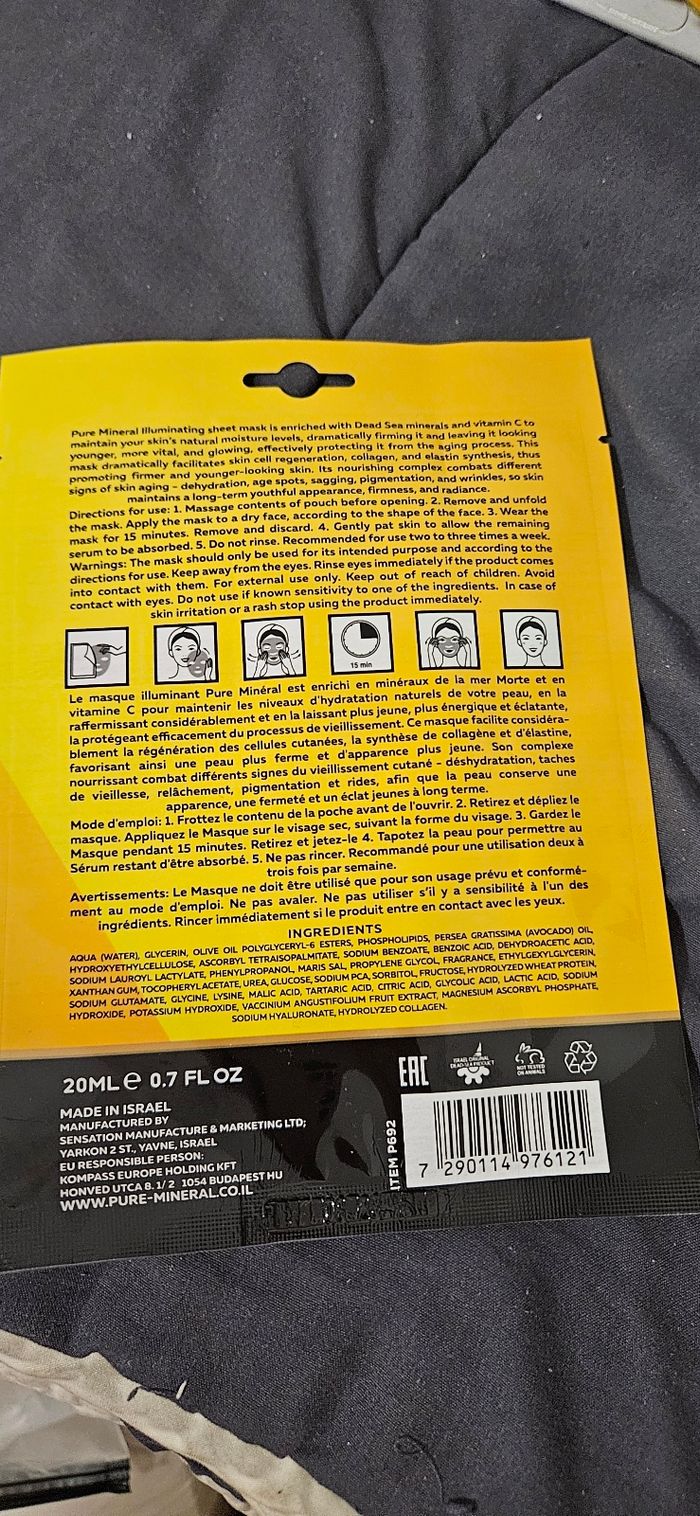 Pure Mineral Illuminating sheet mask is enriched with Dead Sea minerals and vitamin C to
maintain your skin's natural moisture levels, dramatically firming it and leaving it looking
younger, more vital, and glowing, effectively protecting it from the aging process. This
mask dramatically facilitates skin cell regeneration, collagen, and elastin synthesis, thus
promoting firmer and younger-looking skin. Its nourishing complex combats different
signs of skin aging - dehydration, age spots, sagging, pigmentation, and wrinkles, so skin
maintains a long-term youthful appearance, firmness, and radiance.
Directions for use: 1. Massage contents of pouch before opening. 2. Remove and unfold
the mask. Apply the mask to a dry face, according to the shape of the face. 3. Wear the
mask for 15 minutes. Remove and discard. 4. Gently pat skin to allow the remaining
serum to be absorbed. 5. Do not rinse. Recommended for use two to three times a week.
Warnings: The mask should only be used for its intended purpose and according to the
directions for use. Keep away from the eyes. Rinse eyes immediately if the product comes
into contact with them. For external use only. Keep out of reach of children. Avoid
contact with eyes. Do not use if known sensitivity to one of the ingredients. In case of
skin irritation or a rash stop using the product immediately.
15 min
Le masque illuminant Pure Minéral est enrichi en minéraux de la mer Morte et en
vitamine C pour maintenir les niveaux d'hydratation naturels de votre peau, en la
raffermissant considérablement et en la laissant plus jeune, plus énergique et éclatante,
la protégeant efficacement du processus de vieillissement. Ce masque facilite considéra-
blement la régénération des cellules cutanées, la synthèse de collagène et d'élastine,
favorisant ainsi une peau plus ferme et d'apparence plus jeune. Son complexe
nourrissant combat différents signes du vieillissement cutané - déshydratation, taches
de vieillesse, relâchement, pigmentation et rides, afin que la peau conserve une
apparence, une fermeté et un éclat jeunes à long terme.
Mode d'emploi: 1. Frottez le contenu de la poche avant de l'ouvrir. 2. Retirez et dépliez le
masque. Appliquez le Masque sur le visage sec, suivant la forme du visage. 3. Gardez le
Masque pendant 15 minutes. Retirez et jetez-le 4. Tapotez la peau pour permettre au
Sérum restant d'être absorbé. 5. Ne pas rincer. Recommandé pour une utilisation deux à
trois fois par semaine.
Avertissements: Le Masque ne doit être utilisé que pour son usage prévu et conformé-
ment au mode d'emploi. Ne pas avaler. Ne pas utiliser s'il y a sensibilité à l'un des
ingrédients. Rincer immédiatement si le produit entre en contact avec les yeux.
INGREDIENTS
AQUA (WATER), GLYCERIN, OLIVE OIL POLYGLYCERYL-6 ESTERS, PHOSPHOLIPIDS, PERSEA GRATISSIMA (AVOCADO) OIL,
HYDROXYETHYLCELLULOSE, ASCORBYL TETRAISOPALMITATE, SODIUM BENZOATE, BENZOIC ACID, DEHYDROACETIC ACID,
SODIUM LAUROYL LACTYLATE, PHENYLPROPANOL, MARIS SAL, PROPYLENE GLYCOL, FRAGRANCE, ETHYLGEXYLGLYCERIN,
XANTHAN GUM, TOCOPHERYL ACETATE, UREA, GLUCOSE, SODIUM PCA, SORBITOL, FRUCTOSE, HYDROLYZED WHEAT PROTEIN,
SODIUM GLUTAMATE, GLYCINE, LYSINE, MALIC ACID, TARTARIC ACID, CITRIC ACID, GLYCOLIC ACID, LACTIC ACID, SODIUM
HYDROXIDE, POTASSIUM HYDROXIDE, VACCINIUM ANGUSTIFOLIUM FRUIT EXTRACT, MAGNESIUM ASCORBYL PHOSPHATE,
SODIUM HYALURONATE, HYDROLYZED COLLAGEN.
20ML e 0.7 FL OZ
EAC
ISRAEL ORIGINAL
DEAD SEA PRODUCT
NOT TESTED
ON ANIMALS
MADE IN ISRAEL
MANUFACTURED BY
SENSATION MANUFACTURE & MARKETING LTD;
YARKON 2 ST., YAVNE, ISRAEL
EU RESPONSIBLE PERSON:
KOMPASS EUROPE HOLDING KFT
HONVED UTCA 8. 1/ 2 1054 BUDAPEST HU
WWW.PURE-MINERAL.CO.IL
ITEM P692
7 290114 976121